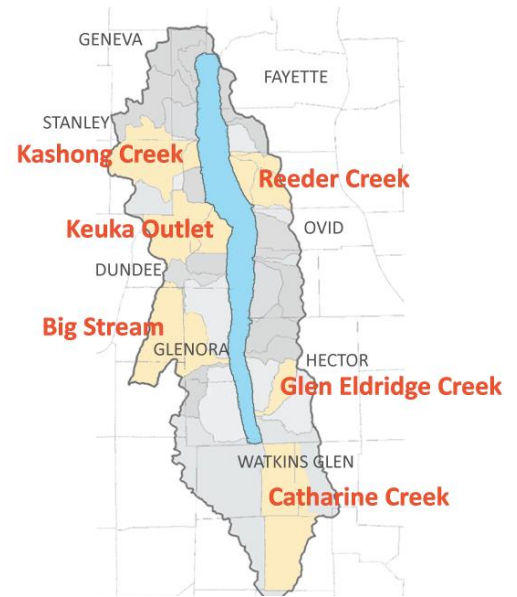 GENEVA
FAYETTE
STANLEY
Kashong Creek
Reeder Creek
Keuka Outlet
OVID
DUNDEE
Big Stream
GLENORA
HECTOR
Glen Eldridge Creek
WATKINS GLEN
Catharine Creek